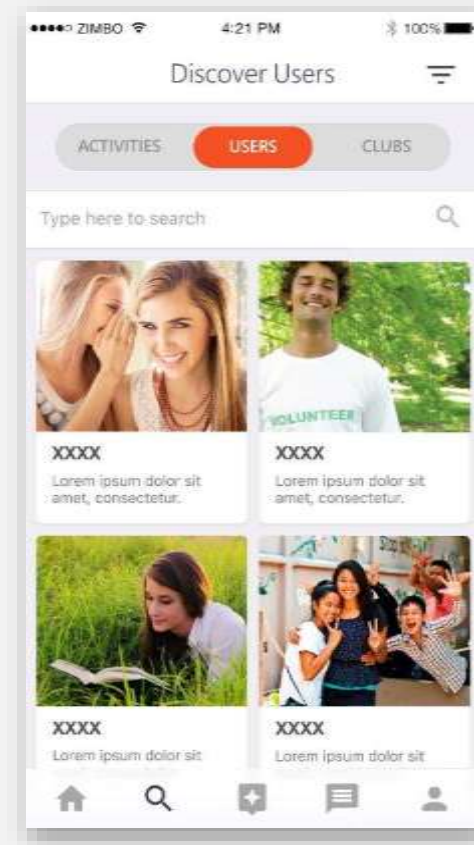 ZIMBO 4:21 PM 100%
Discover Users
ACTIVITIES USERS CLUBS
Type here to search
VOLUNTEER
XXXX
Lorem ipsum dolor sit
amet, consectetur.
XXXX
Lorem ipsum dolor sit
amet, consectetur.
XXXX
Lorem ipsum dolor sit
XXXX
Lorem ipsum dolor sit